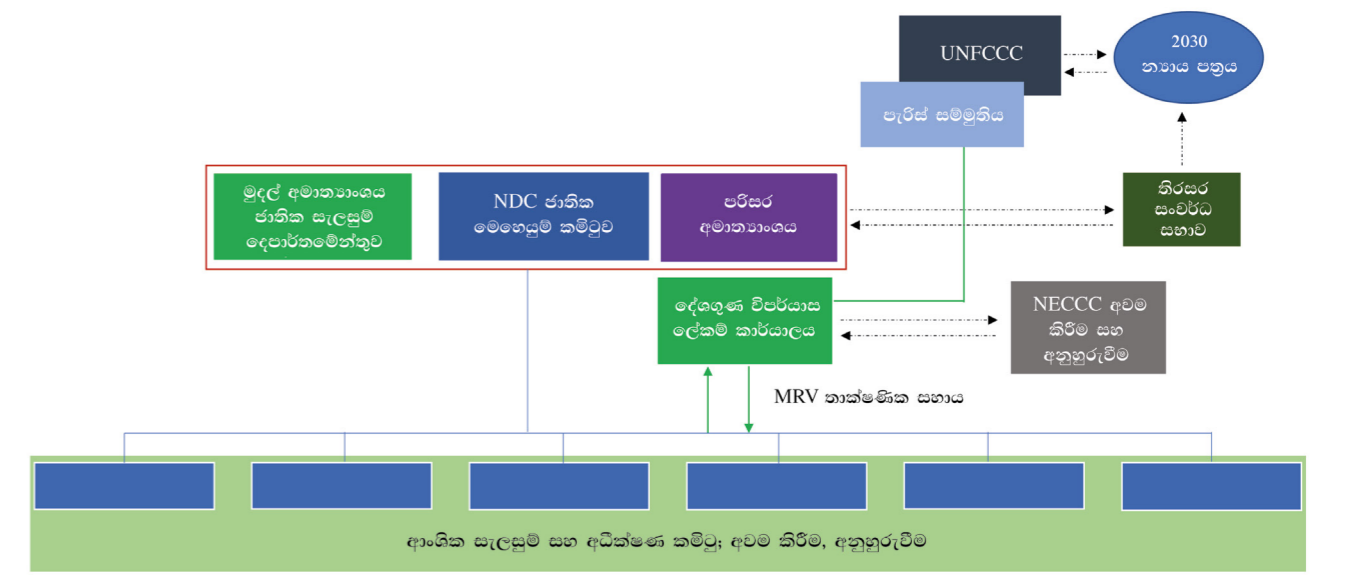 UNFCCC
2030
න්‍යාය පත්‍රය
පැරිස් සම්මුතිය
මුදල් අමාත්‍යාංශය
ජාතික සැලසුම්
දෙපාර්තමේන්තුව
NDC ජාතික
මෙහෙයුම් කමිටුව
පරිසර
අමාත්‍යාංශය
තිරසර
සංවර්ධ
සභාව
දේශගුණ විපර්යාස
ලේකම් කාර්යාලය
NECCC අවම
කිරීම සහ
අනුහුරුවීම
MRV තාක්ෂණික සහාය
ආංශික සැලසුම් සහ අධීක්ෂණ කමිටු; අවම කිරීම, අනුහුරුවීම